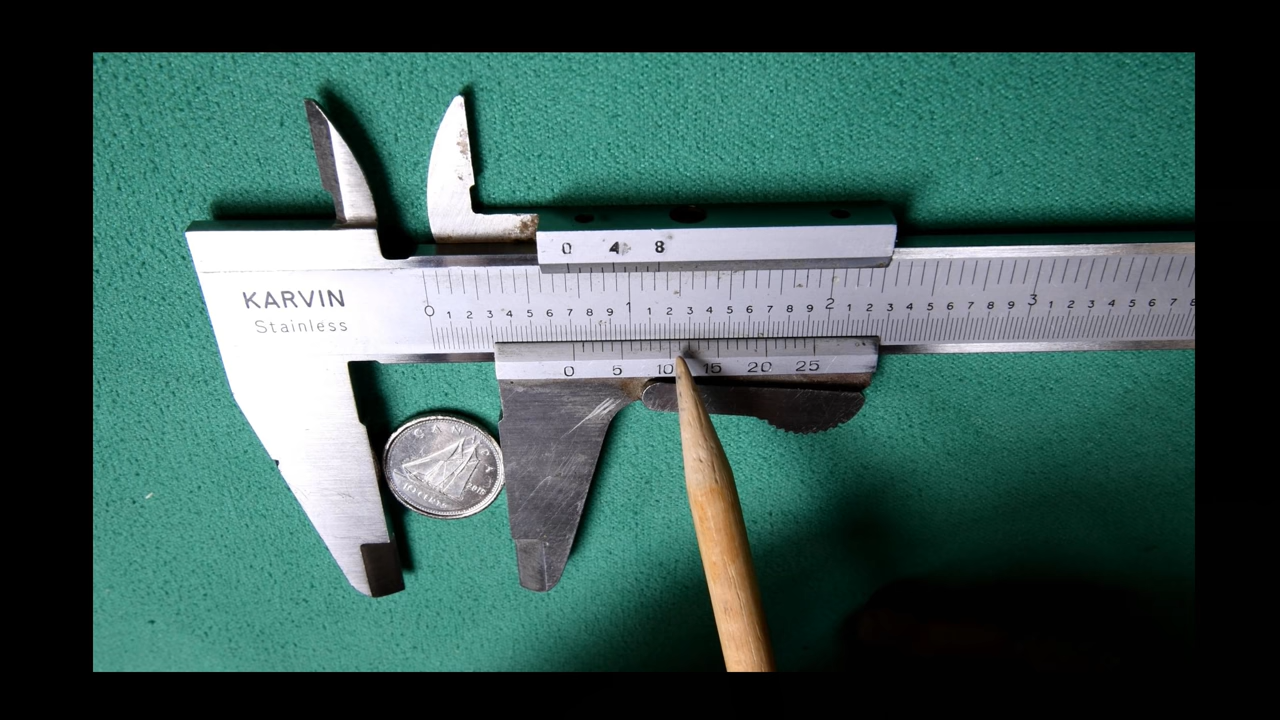 0 4 8
KARVIN
Stainless
0 1 2 3 4 5 6 7 8 9 1 1 2 3 4 5 6 7 8 9 2 1 2 3 4 5 6 7 8 9 3 1 2 3 4 5 6 7 8
0 5 10 15 20 25
CANADA